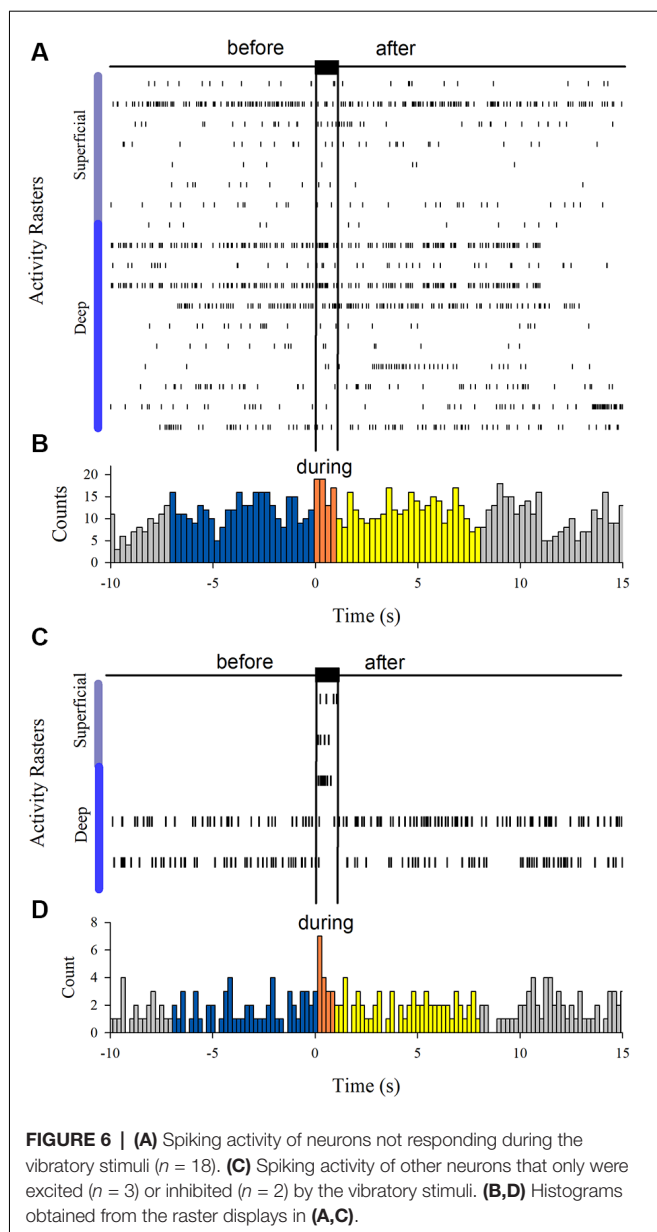 A
before after
Superficial
Activity Rasters
Deep
B
during
20
15
10
5
0
Counts
-10 -5 0 5 10 15
Time (s)
C
before after
Superficial
Activity Rasters
Deep
D
during
8
6
4
2
0
Count
-10 -5 0 5 10 15
Time (s)
FIGURE 6 | (A) Spiking activity of neurons not responding during the
vibratory stimuli (n = 18). (C) Spiking activity of other neurons that only were
excited (n = 3) or inhibited (n = 2) by the vibratory stimuli. (B,D) Histograms
obtained from the raster displays in (A,C).